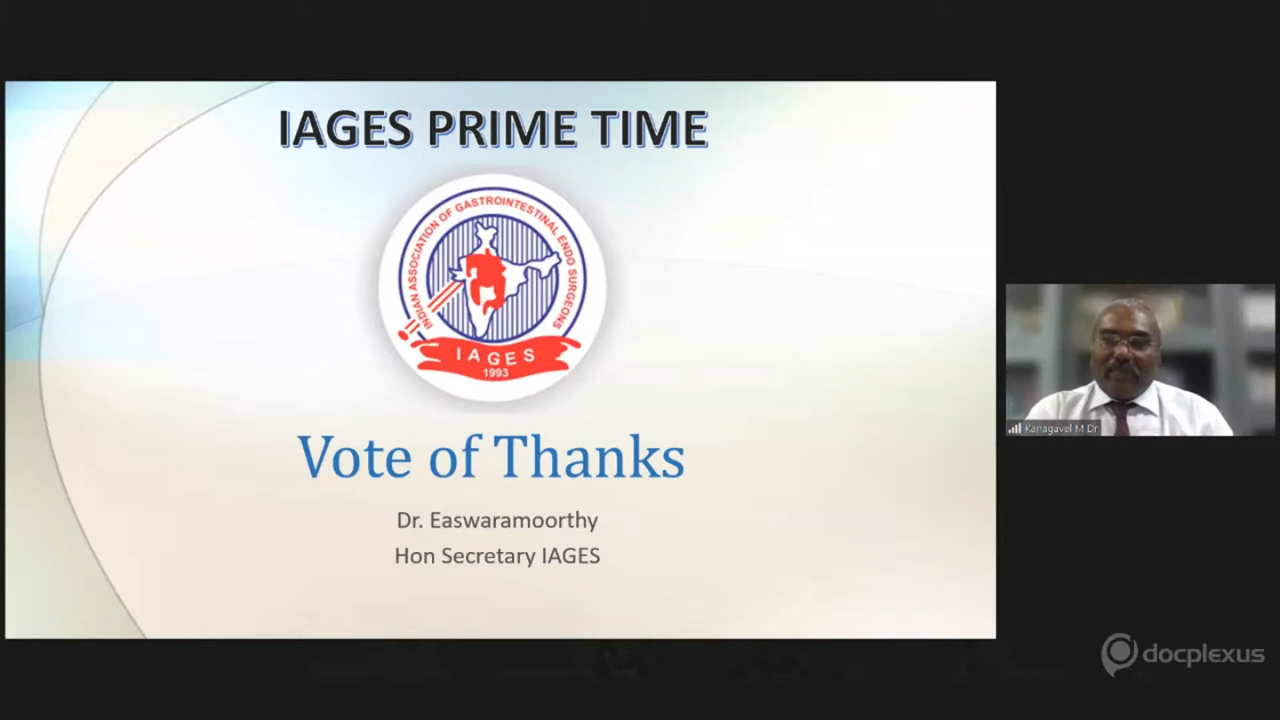 IAGES PRIME TIME
INDIAN ASSOCIATION OF GASTROINTESTINAL ENDO SURGEONS
IAGES
1993
Vote of Thanks
Dr. Easwaramoorthy
Hon Secretary IAGES
Kanagavel M Dr
docplexus